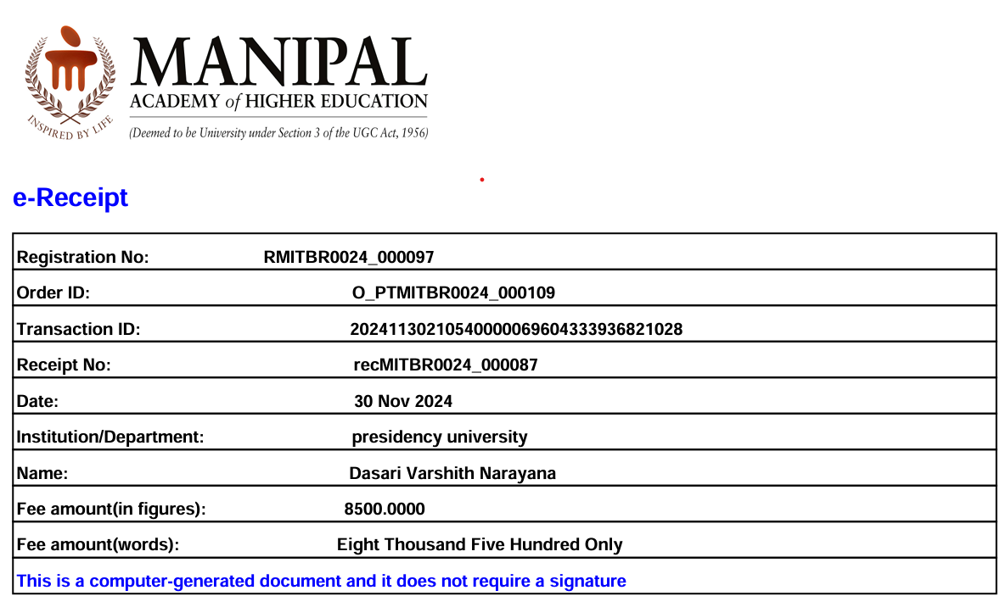 INSPIRED BY LIFE
MANIPAL
ACADEMY of HIGHER EDUCATION
(Deemed to be University under Section 3 of the UGC Act, 1956)
e-Receipt
Registration No: RMITBR0024_000097
Order ID: O_PTMITBR0024_000109
Transaction ID: 20241130210540000069604333936821028
Receipt No: recMITBR0024_000087
Date: 30 Nov 2024
Institution/Department: presidency university
Name: Dasari Varshith Narayana
Fee amount(in figures): 8500.0000
Fee amount(words): Eight Thousand Five Hundred Only
This is a computer-generated document and it does not require a signature